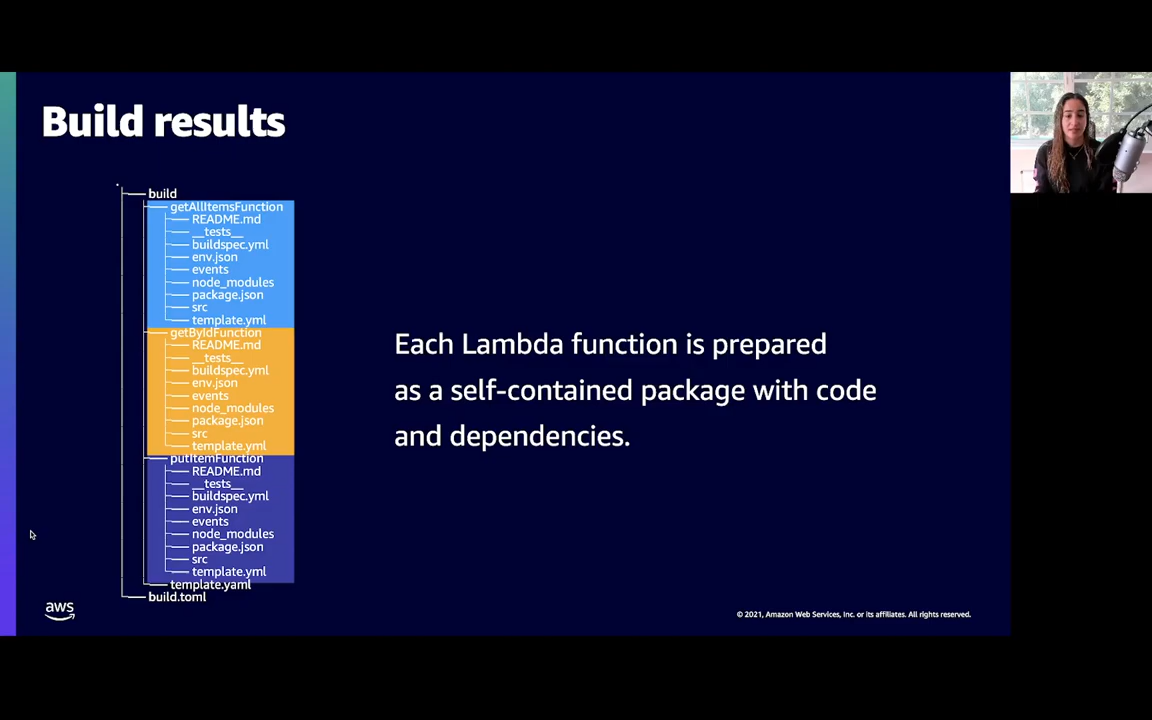 Build results
.
build
getAllItemsFunction
README.md
__tests__
buildspec.yml
env.json
events
node_modules
package.json
src
template.yml
getByIdFunction
README.md
__tests__
buildspec.yml
env.json
events
node_modules
package.json
src
template.yml
putItemFunction
README.md
__tests__
buildspec.yml
env.json
events
node_modules
package.json
src
template.yml
template.yaml
build.toml
Each Lambda function is prepared
as a self-contained package with code
and dependencies.
aws
© 2021, Amazon Web Services, Inc. or its affiliates. All rights reserved.